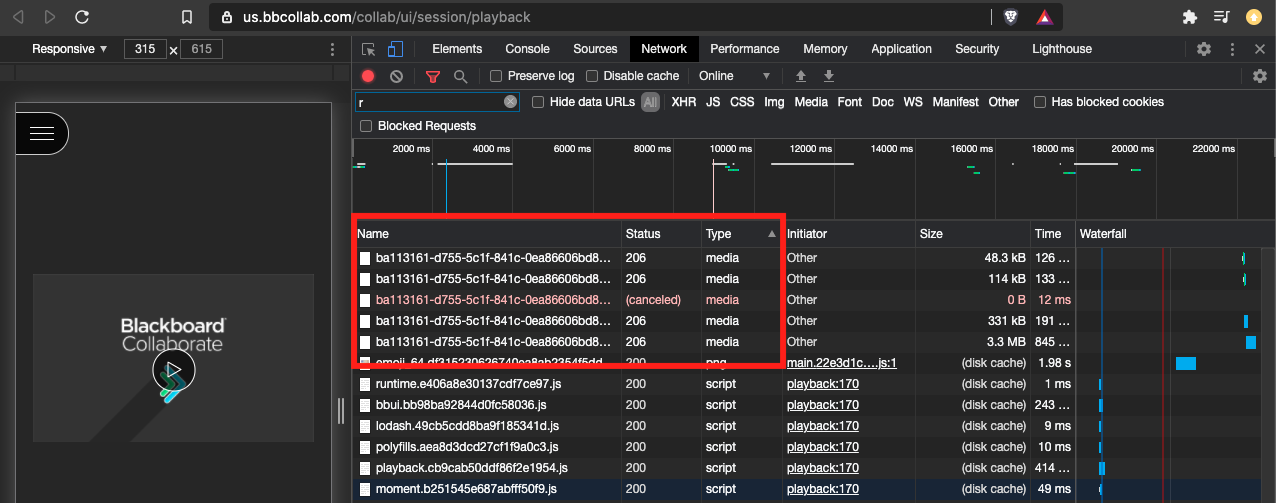 us.bbcollab.com/collab/ui/session/playback
Responsive ▼ 315 × 615
Elements Console Sources Network Performance Memory Application Security Lighthouse
Preserve log Disable cache Online ▼
r Hide data URLs All XHR JS CSS Img Media Font Doc WS Manifest Other Has blocked cookies
Blocked Requests
2000 ms 4000 ms 6000 ms 8000 ms 10000 ms 12000 ms 14000 ms 16000 ms 18000 ms 20000 ms 22000 ms
Name Status Type ▲ Initiator Size Time Waterfall
ba113161-d755-5c1f-841c-0ea86606bd8... 206 media Other 48.3 kB 126 ...
ba113161-d755-5c1f-841c-0ea86606bd8... 206 media Other 114 kB 133 ...
ba113161-d755-5c1f-841c-0ea86606bd8... (canceled) media Other 0 B 12 ms
ba113161-d755-5c1f-841c-0ea86606bd8... 206 media Other 331 kB 191 ...
ba113161-d755-5c1f-841c-0ea86606bd8... 206 media Other 3.3 MB 845 ...
emoji_64.df315230626740ea8ab2354f5dd... 200 png main.22e3d1c....js:1 (disk cache) 1.98 s
runtime.e406a8e30137cdf7ce97.js 200 script playback:170 (disk cache) 1 ms
bbui.bb98ba92844d0fc58036.js 200 script playback:170 (disk cache) 243 ...
lodash.49cb5cdd8ba9f185341d.js 200 script playback:170 (disk cache) 9 ms
polyfills.aea8d3dcd27cf1f9a0c3.js 200 script playback:170 (disk cache) 10 ms
playback.cb9cab50ddf86f2e1954.js 200 script playback:170 (disk cache) 414 ...
moment.b251545e687abfff50f9.js 200 script playback:170 (disk cache) 49 ms
Blackboard
Collaborate